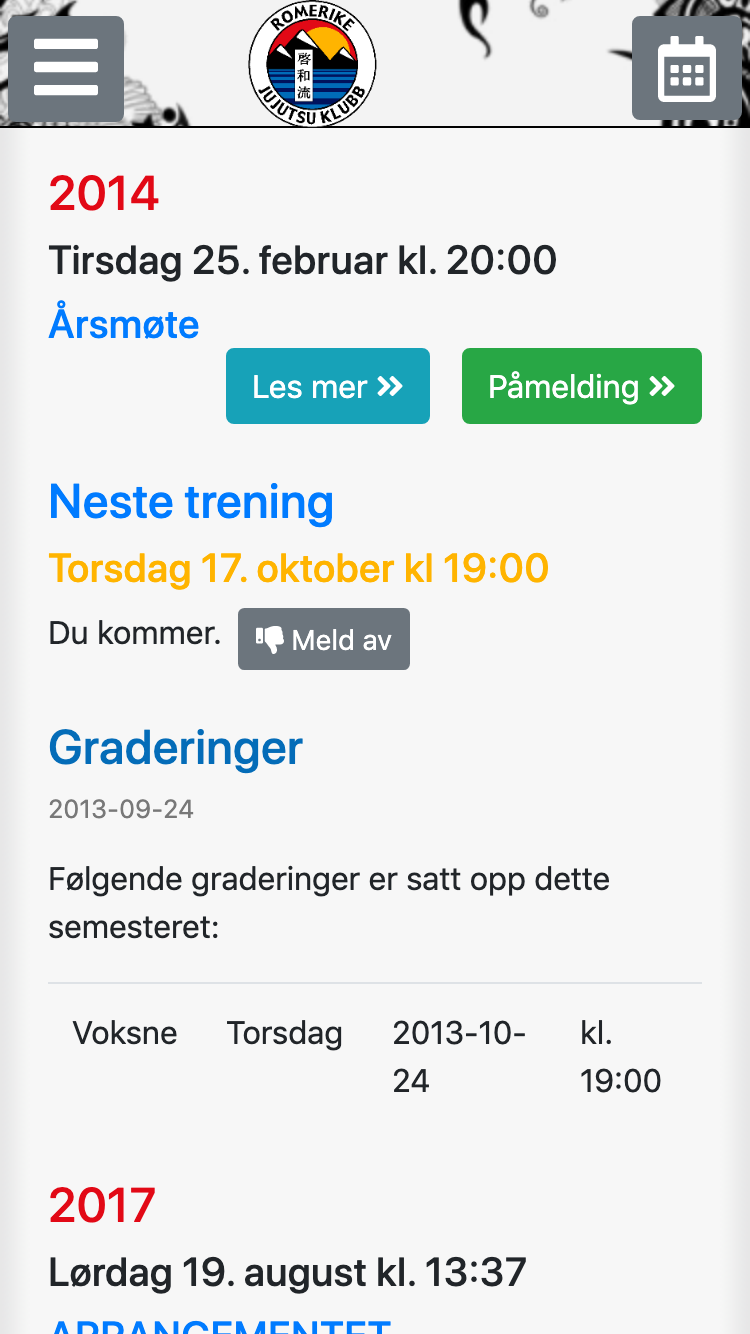 ROMERIKE
啓
和
流
JUJUTSU KLUBB
2014
Tirsdag 25. februar kl. 20:00
Årsmøte
Les mer Påmelding
Neste trening
Torsdag 17. oktober kl 19:00
Du kommer. Meld av
Graderinger
2013-09-24
Følgende graderinger er satt opp dette
semesteret:
Voksne Torsdag 2013-10- kl.
24 19:00
2017
Lørdag 19. august kl. 13:37
ARRANGEMENTET